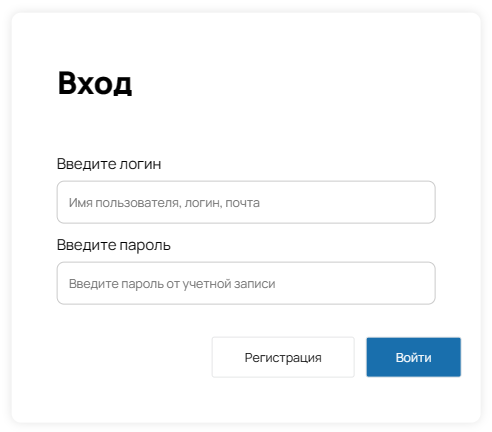 Вход
Введите логин
Имя пользователя, логин, почта
Введите пароль
Введите пароль от учетной записи
Регистрация Войти